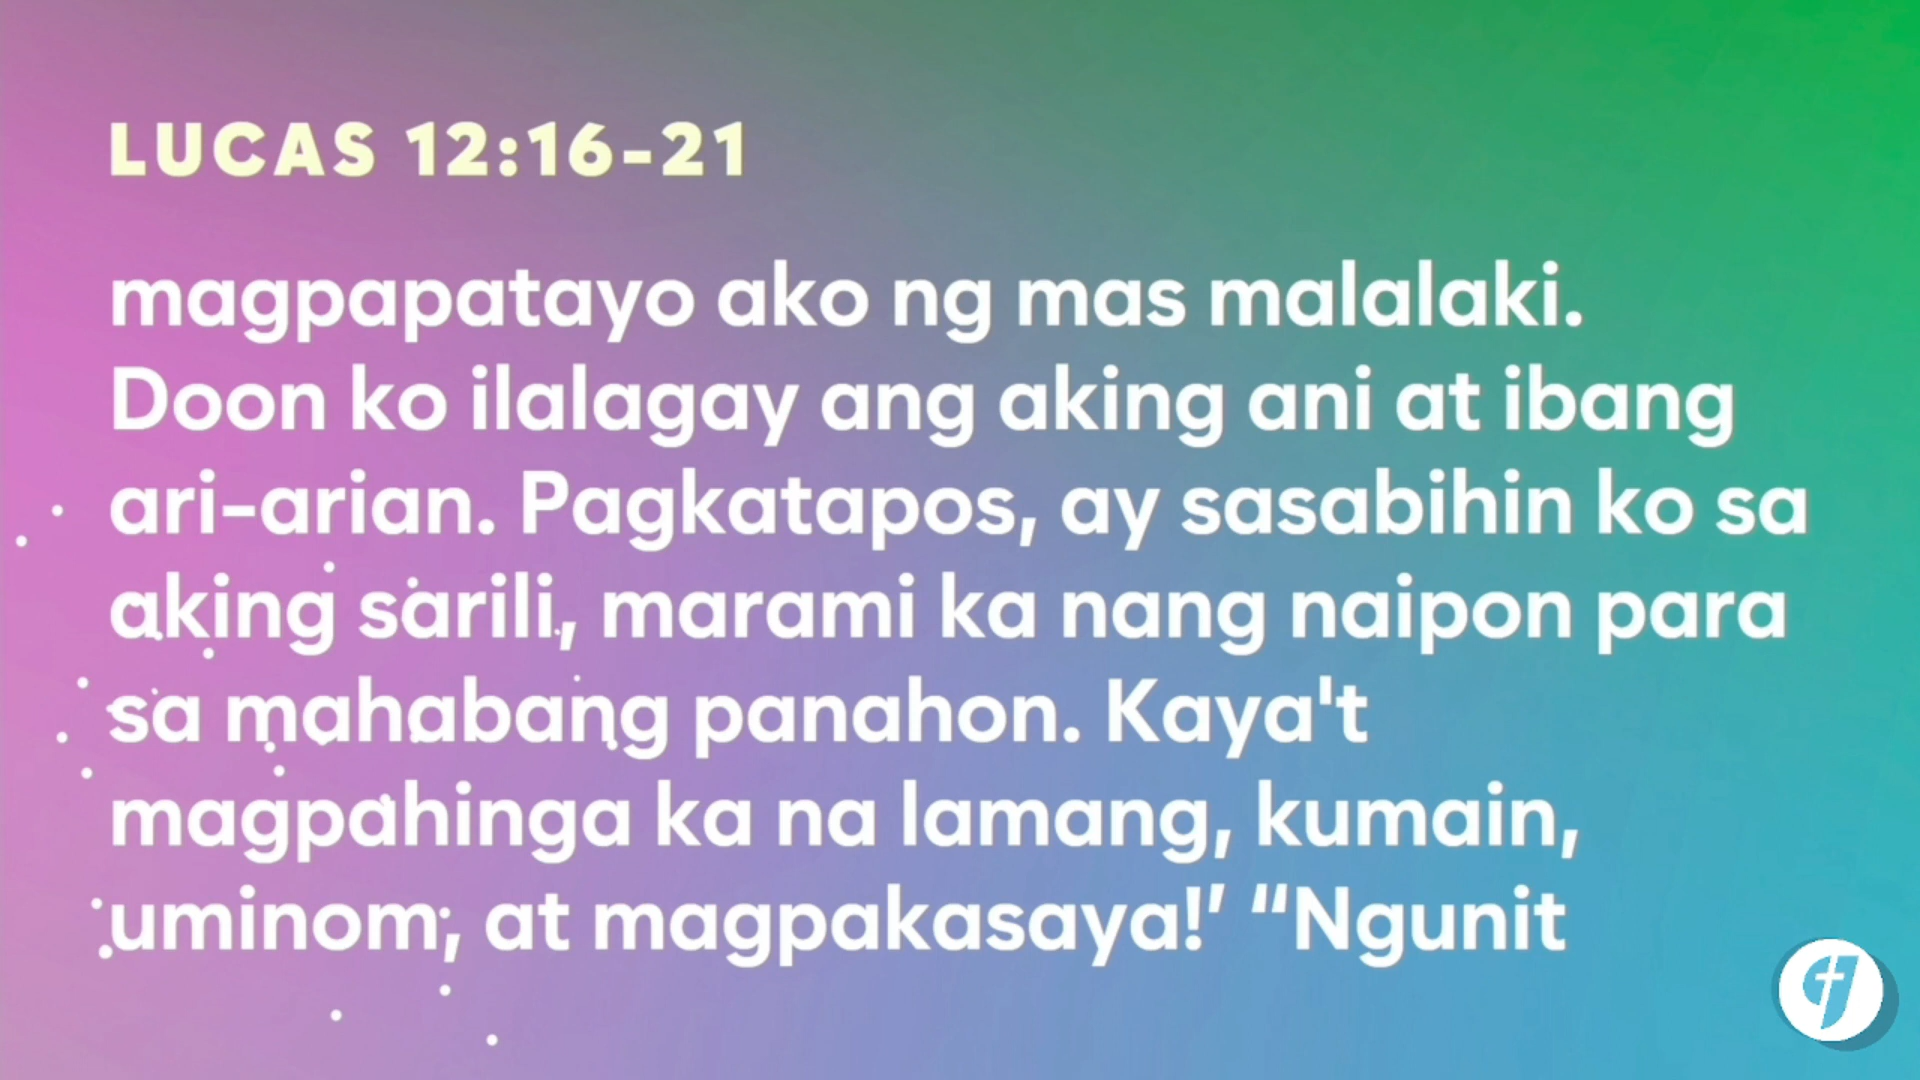 LUCAS 12:16-21
magpapatayo ako ng mas malalaki.
Doon ko ilalagay ang aking ani at ibang
ari-arian. Pagkatapos, ay sasabihin ko sa
aking sarili, marami ka nang naipon para
sa mahabang panahon. Kaya't
magpahinga ka na lamang, kumain,
uminom, at magpakasaya!’ “Ngunit